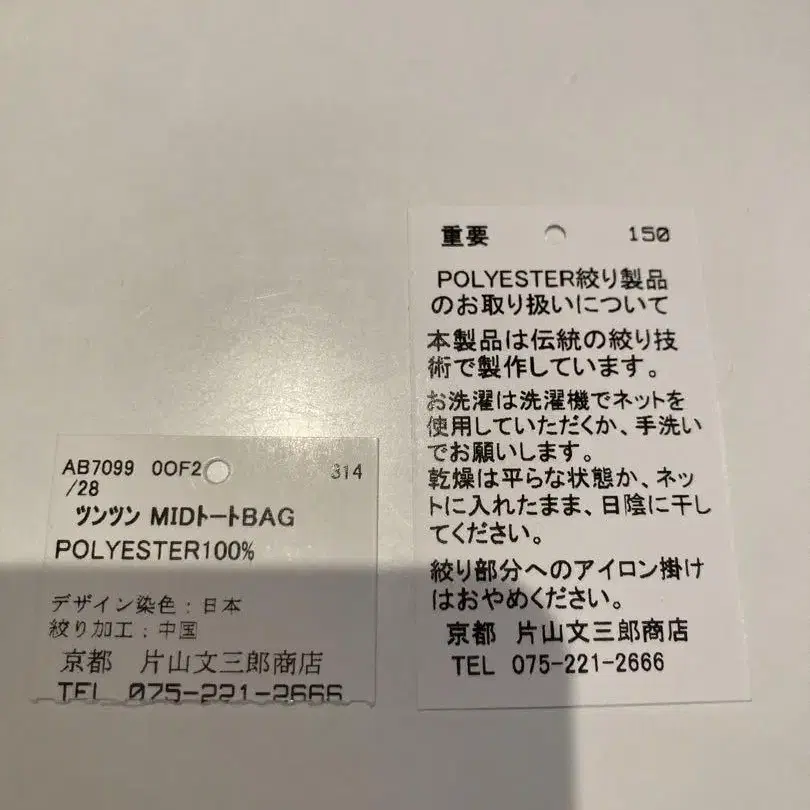 AB7099 00F2 314
/28
ツンツン MIDトートBAG
POLYESTER100%
デザイン染色：日本
絞り加工：中国
京都 片山文三郎商店
TEL 075-221-2666
重要 150
POLYESTER絞り製品
のお取り扱いについて
本製品は伝統の絞り技
術で製作しています。
お洗濯は洗濯機でネットを
使用していただくか、手洗い
でお願いします。
乾燥は平らな状態か、ネッ
トに入れたまま、日陰に干し
てください。
絞り部分へのアイロン掛け
はおやめください。
京都 片山文三郎商店
TEL 075-221-2666